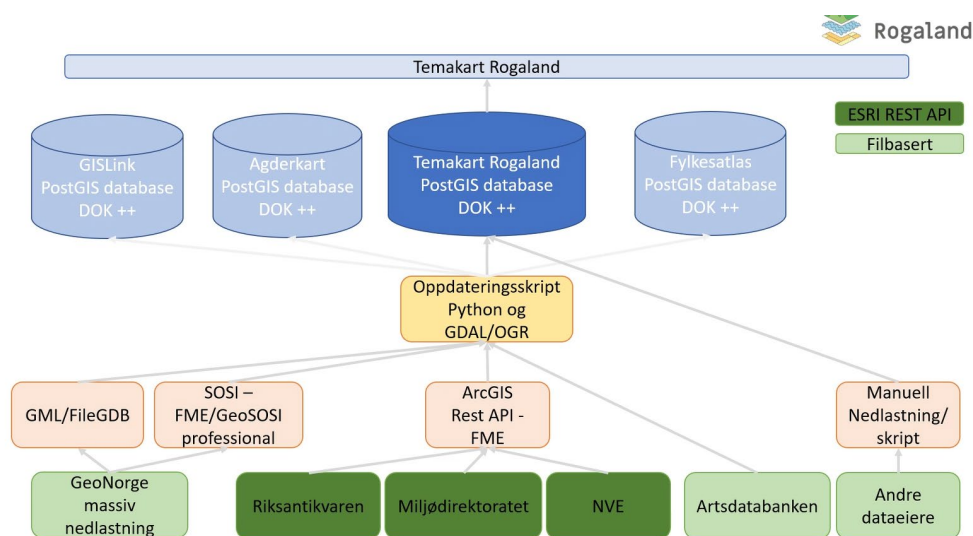 Rogaland
Temakart Rogaland
ESRI REST API
Filbasert
GISLink
PostGIS database
DOK ++
Agderkart
PostGIS database
DOK ++
Temakart Rogaland
PostGIS database
DOK ++
Fylkesatlas
PostGIS database
DOK ++
Oppdateringsskript
Python og
GDAL/OGR
GML/FileGDB
SOSI –
FME/GeoSOSI
professional
ArcGIS
Rest API -
FME
Manuell
Nedlastning/
skript
GeoNorge
massiv
nedlastning
Riksantikvaren
Miljødirektoratet
NVE
Artsdatabanken
Andre
dataeiere